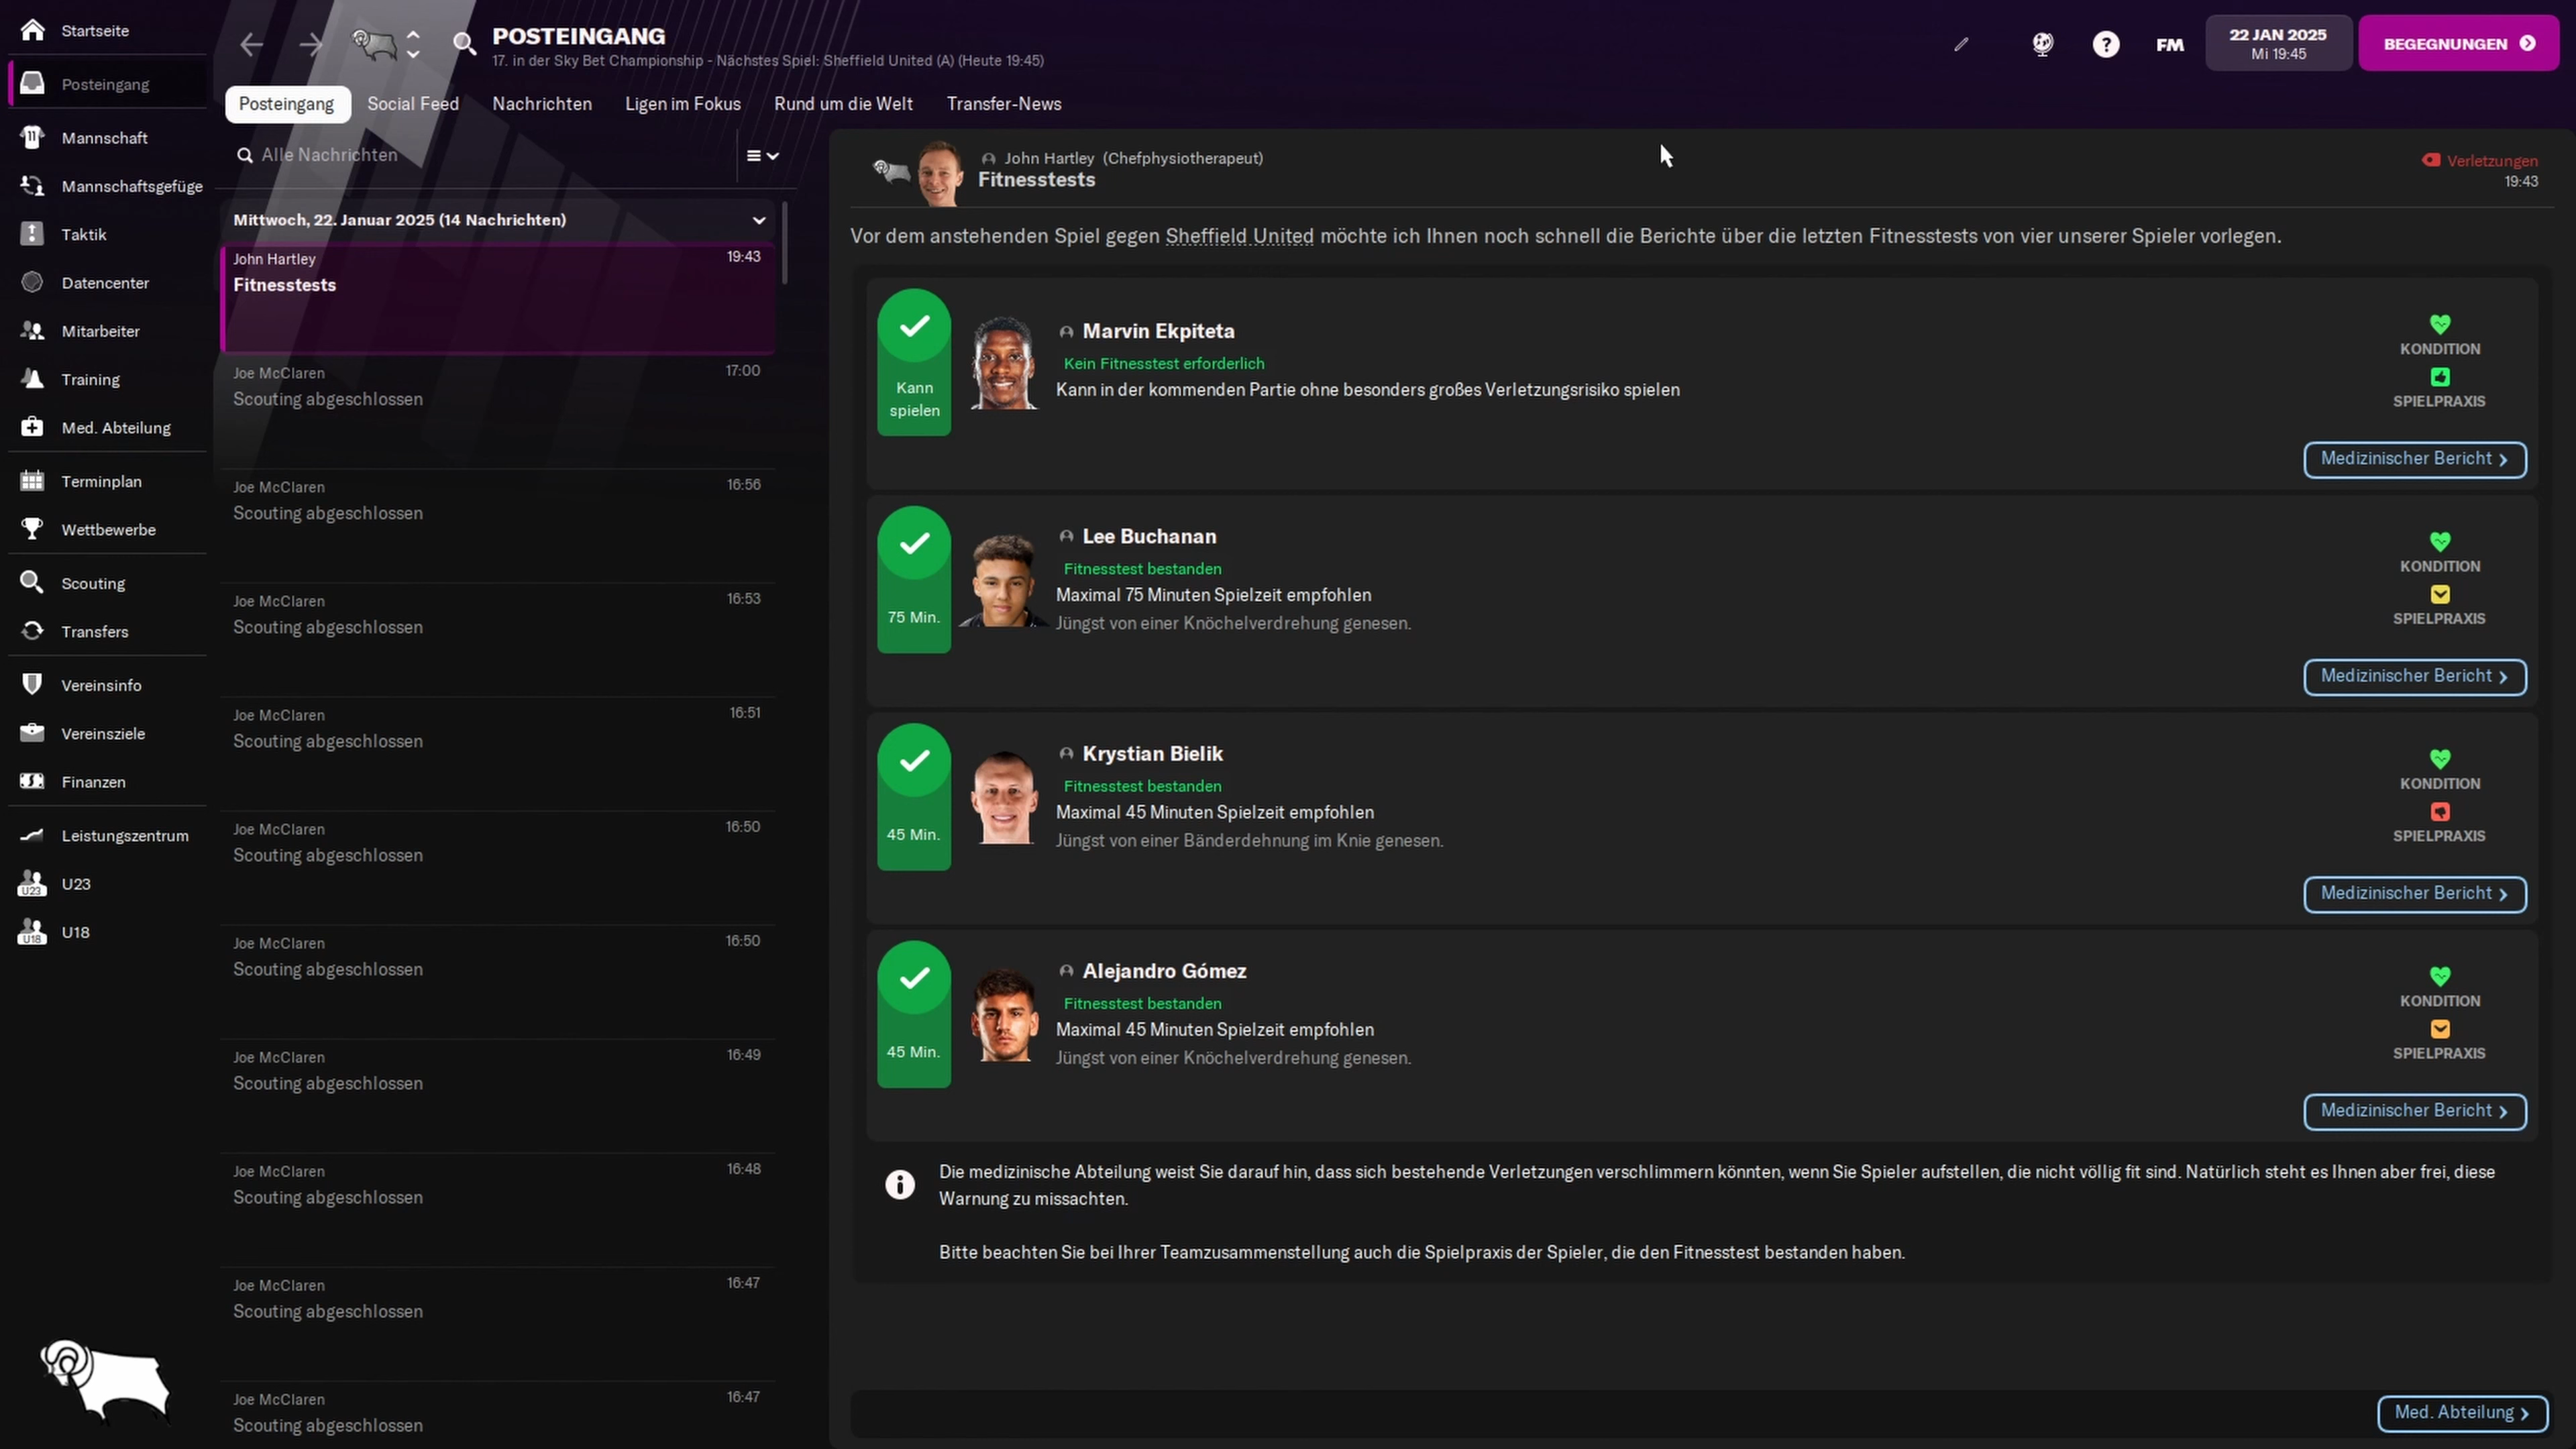 Startseite
Posteingang
Mannschaft
Mannschaftsgefüge
Taktik
Datencenter
Mitarbeiter
Training
Med. Abteilung
Terminplan
Wettbewerbe
Scouting
Transfers
Vereinsinfo
Vereinsziele
Finanzen
Leistungszentrum
U23 U23
U18 U18
POSTEINGANG
17. in der Sky Bet Championship - Nächstes Spiel: Sheffield United (A) (Heute 19:45)
FM
22 JAN 2025
Mi 19:45
BEGEGNUNGEN
Posteingang Social Feed Nachrichten Ligen im Fokus Rund um die Welt Transfer-News
Alle Nachrichten
Mittwoch, 22. Januar 2025 (14 Nachrichten)
John Hartley 19:43
Fitnesstests
Joe McClaren 17:00
Scouting abgeschlossen
Joe McClaren 16:56
Scouting abgeschlossen
Joe McClaren 16:53
Scouting abgeschlossen
Joe McClaren 16:51
Scouting abgeschlossen
Joe McClaren 16:50
Scouting abgeschlossen
Joe McClaren 16:50
Scouting abgeschlossen
Joe McClaren 16:49
Scouting abgeschlossen
Joe McClaren 16:48
Scouting abgeschlossen
Joe McClaren 16:47
Scouting abgeschlossen
Joe McClaren 16:47
Scouting abgeschlossen
John Hartley (Chefphysiotherapeut)
Fitnesstests
Verletzungen
19:43
Vor dem anstehenden Spiel gegen Sheffield United möchte ich Ihnen noch schnell die Berichte über die letzten Fitnesstests von vier unserer Spieler vorlegen.
Kann
spielen
Marvin Ekpiteta
Kein Fitnesstest erforderlich
Kann in der kommenden Partie ohne besonders großes Verletzungsrisiko spielen
KONDITION
SPIELPRAXIS
Medizinischer Bericht
75 Min.
Lee Buchanan
Fitnesstest bestanden
Maximal 75 Minuten Spielzeit empfohlen
Jüngst von einer Knöchelverdrehung genesen.
KONDITION
SPIELPRAXIS
Medizinischer Bericht
45 Min.
Krystian Bielik
Fitnesstest bestanden
Maximal 45 Minuten Spielzeit empfohlen
Jüngst von einer Bänderdehnung im Knie genesen.
KONDITION
SPIELPRAXIS
Medizinischer Bericht
45 Min.
Alejandro Gómez
Fitnesstest bestanden
Maximal 45 Minuten Spielzeit empfohlen
Jüngst von einer Knöchelverdrehung genesen.
KONDITION
SPIELPRAXIS
Medizinischer Bericht
Die medizinische Abteilung weist Sie darauf hin, dass sich bestehende Verletzungen verschlimmern könnten, wenn Sie Spieler aufstellen, die nicht völlig fit sind. Natürlich steht es Ihnen aber frei, diese
Warnung zu missachten.
Bitte beachten Sie bei Ihrer Teamzusammenstellung auch die Spielpraxis der Spieler, die den Fitnesstest bestanden haben.
Med. Abteilung